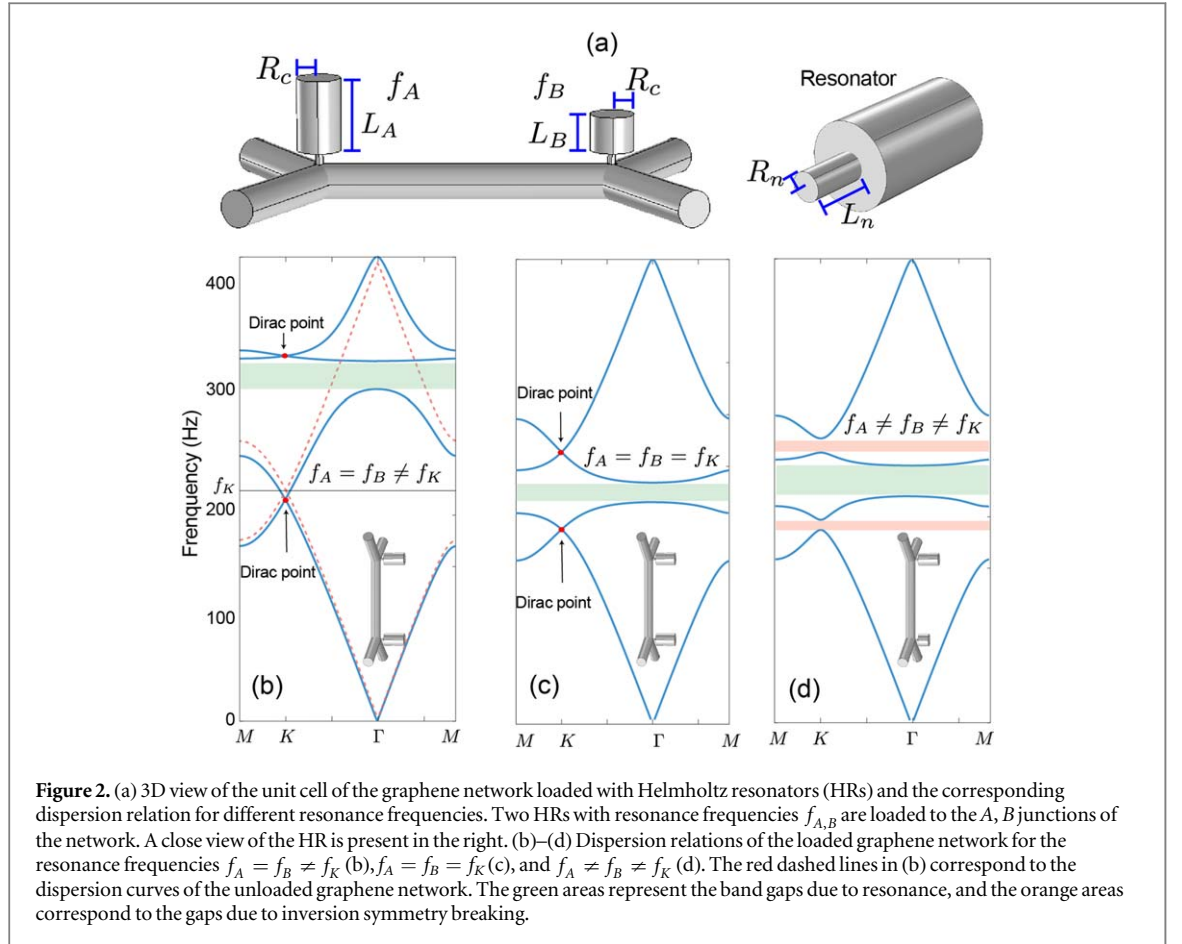 (a)
R_c
f_A
L_A
f_B
R_c
L_B
Resonator
R_n
L_n
Frenquency (Hz)
400
300
f_K
200
100
0
Dirac point
f_A = f_B ≠ f_K
Dirac point
(b)
M K Γ M
Dirac point
f_A = f_B = f_K
Dirac point
(c)
M K Γ M
f_A ≠ f_B ≠ f_K
(d)
M K Γ M
Figure 2. (a) 3D view of the unit cell of the graphene network loaded with Helmholtz resonators (HRs) and the corresponding
dispersion relation for different resonance frequencies. Two HRs with resonance frequencies f_{A,B} are loaded to the A, B junctions of
the network. A close view of the HR is present in the right. (b)–(d) Dispersion relations of the loaded graphene network for the
resonance frequencies f_A = f_B ≠ f_K (b), f_A = f_B = f_K (c), and f_A ≠ f_B ≠ f_K (d). The red dashed lines in (b) correspond to the
dispersion curves of the unloaded graphene network. The green areas represent the band gaps due to resonance, and the orange areas
correspond to the gaps due to inversion symmetry breaking.